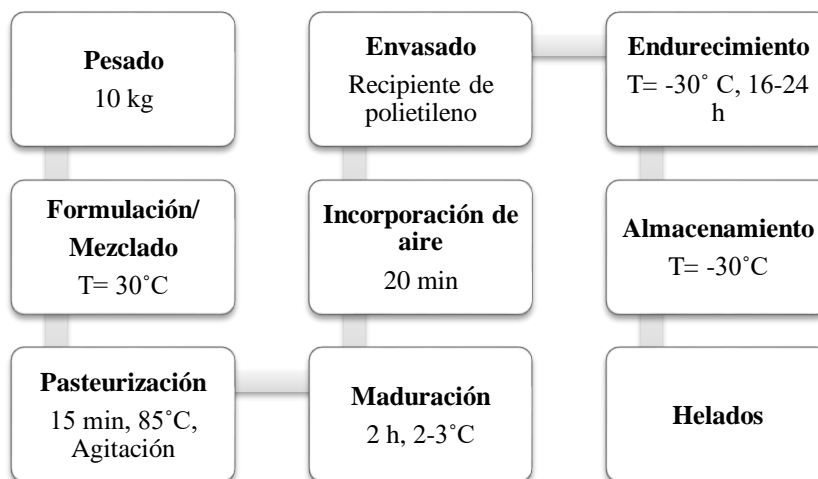 Pesado
10 kg
Formulación/
Mezclado
T= 30˚C
Pasteurización
15 min, 85˚C,
Agitación
Maduración
2 h, 2-3˚C
Incorporación de
aire
20 min
Envasado
Recipiente de
polietileno
Endurecimiento
T= -30˚ C, 16-24
h
Almacenamiento
T= -30˚C
Helados